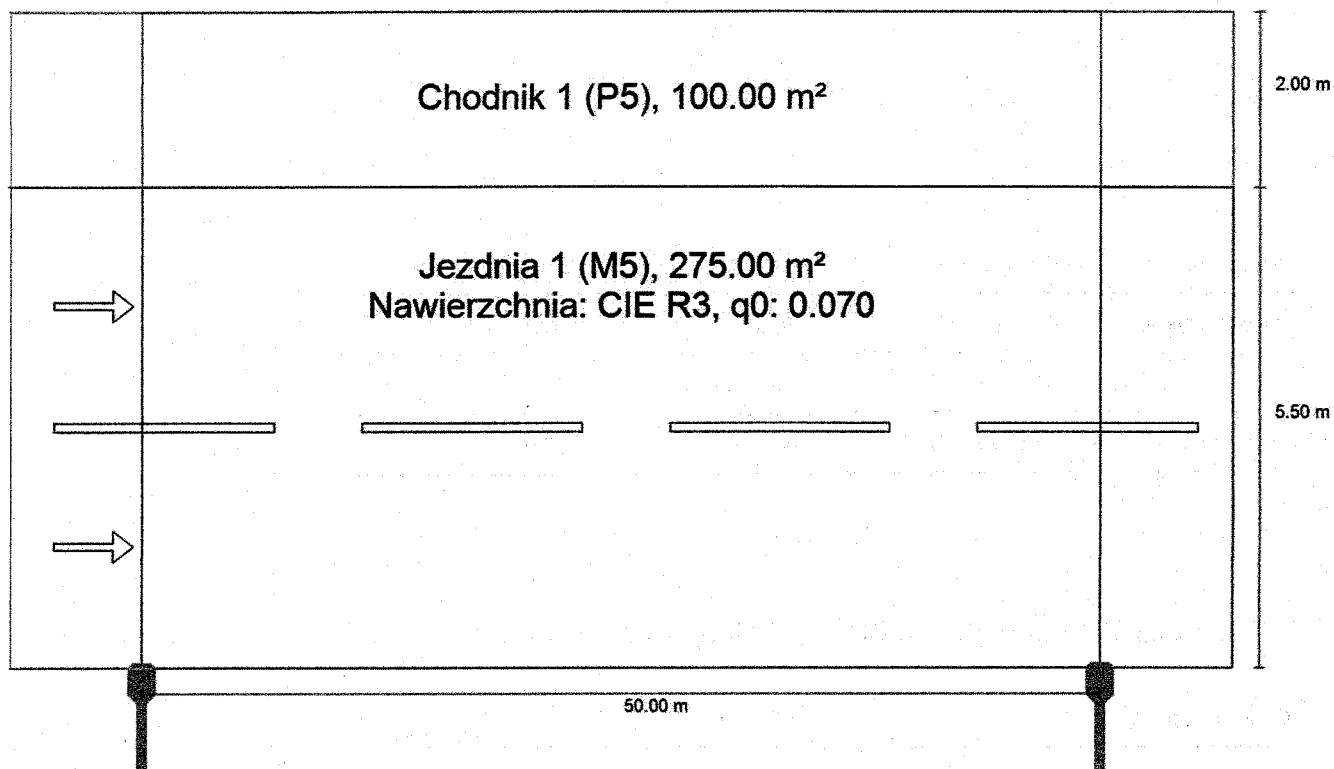 Chodnik 1 (P5), 100.00 m²
2.00 m
Jezdnia 1 (M5), 275.00 m²
Nawierzchnia: CIE R3, q0: 0.070
5.50 m
50.00 m